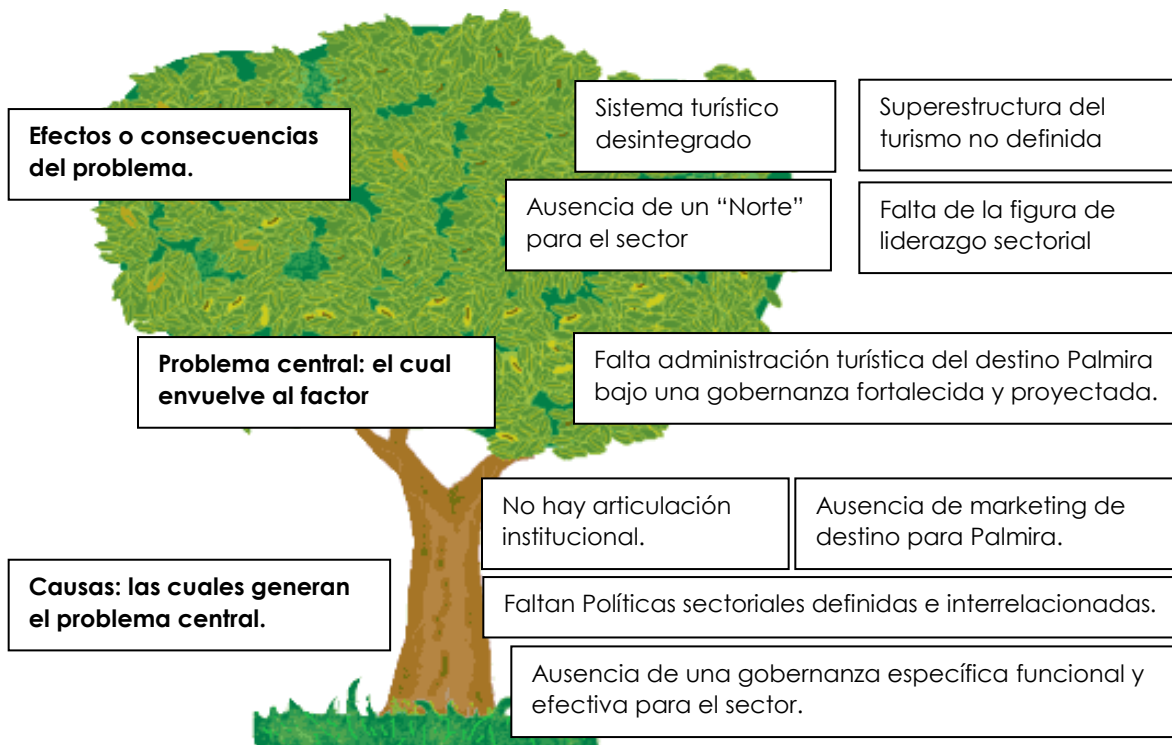 Efectos o consecuencias
del problema.
Sistema turístico
desintegrado
Superestructura del
turismo no definida
Ausencia de un “Norte”
para el sector
Falta de la figura de
liderazgo sectorial
Problema central: el cual
envuelve al factor
Falta administración turística del destino Palmira
bajo una gobernanza fortalecida y proyectada.
No hay articulación
institucional.
Ausencia de marketing de
destino para Palmira.
Causas: las cuales generan
el problema central.
Faltan Políticas sectoriales definidas e interrelacionadas.
Ausencia de una gobernanza específica funcional y
efectiva para el sector.